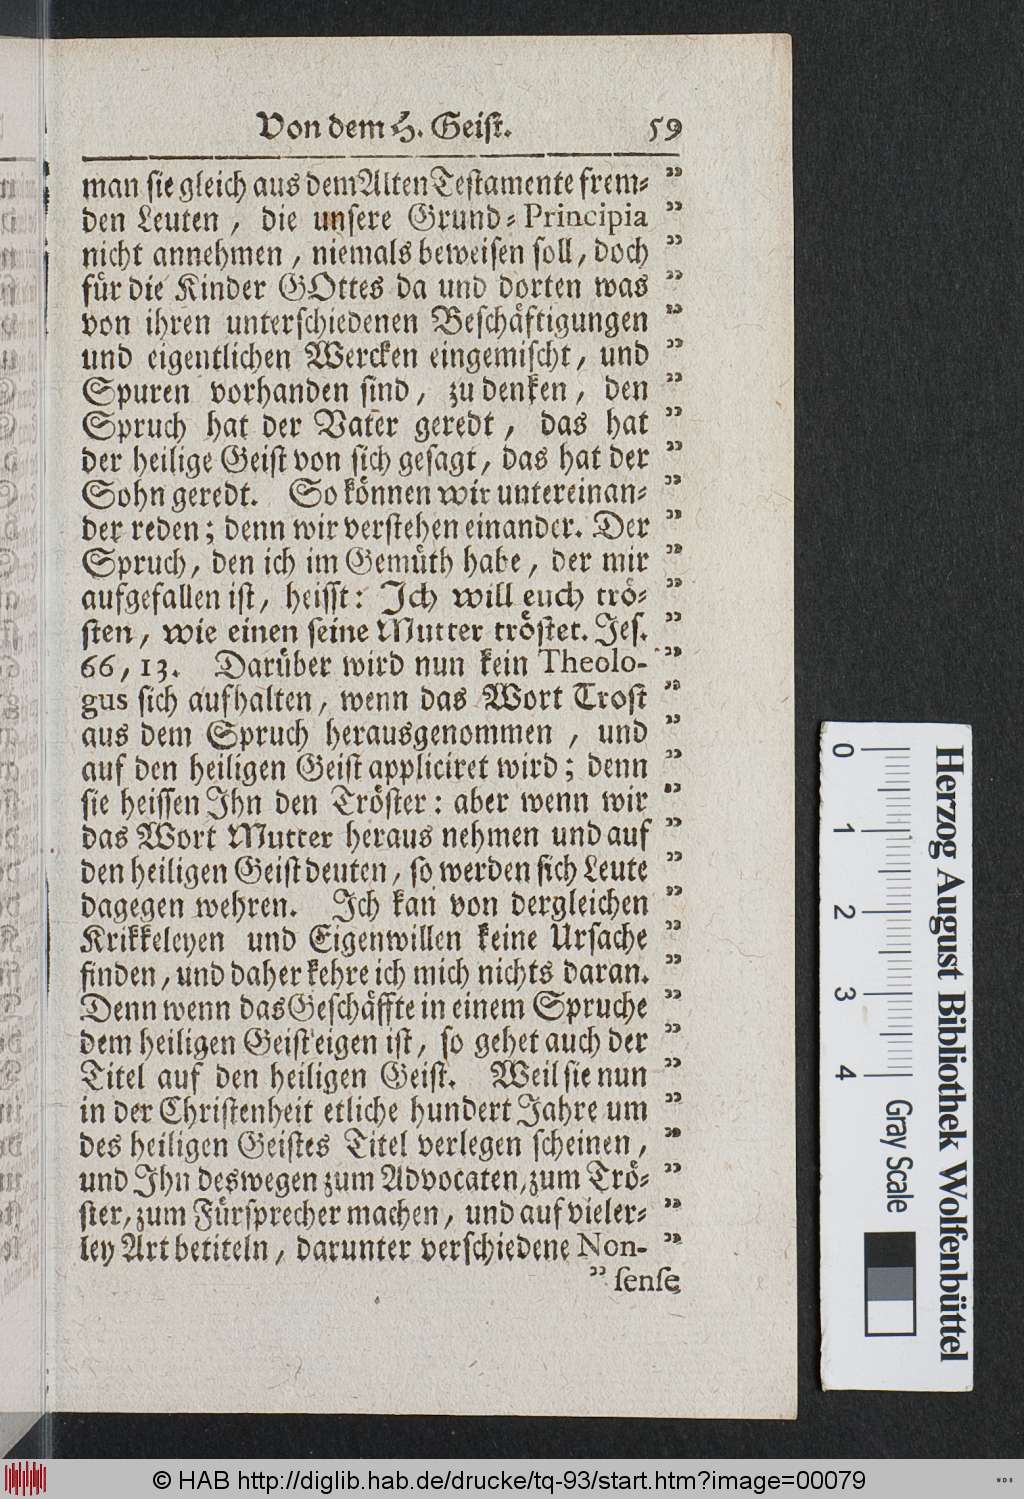 Von dem H. Geist. 59
man sie gleich aus dem Alten Testamente frem= ”
den Leuten, die unsere Grund=Principia ”
nicht annehmen, niemals beweisen soll, doch ”
für die Kinder GOttes da und dorten was ”
von ihren unterschiedenen Beschäftigungen ”
und eigentlichen Wercken eingemischt, und ”
Spuren vorhanden sind, zu denken, den ”
Spruch hat der Vater geredt, das hat ”
der heilige Geist von sich gesagt, das hat der ”
Sohn geredt. So können wir untereinan= ”
der reden; denn wir verstehen einander. Der ”
Spruch, den ich im Gemüth habe, der mir ”
aufgefallen ist, heisst: Ich will euch trö= ”
sten, wie einen seine Mutter tröstet. Jes. ”
66, 13. Darüber wird nun kein Theolo- ”
gus sich aufhalten, wenn das Wort Trost ”
aus dem Spruch herausgenommen, und ”
auf den heiligen Geist appliciret wird; denn ”
sie heissen Ihn den Tröster: aber wenn wir ”
das Wort Mutter heraus nehmen und auf ”
den heiligen Geist deuten, so werden sich Leute ”
dagegen wehren. Ich kan von dergleichen ”
Krikkeleyen und Eigenwillen keine Ursache ”
finden, und daher kehre ich mich nichts daran. ”
Denn wenn das Geschäffte in einem Spruche ”
dem heiligen Geist eigen ist, so gehet auch der ”
Titel auf den heiligen Geist. Weil sie nun ”
in der Christenheit etliche hundert Jahre um ”
des heiligen Geistes Titel verlegen scheinen, ”
und Ihn deswegen zum Advocaten, zum Trö= ”
ster, zum Fürsprecher machen, und auf vieler= ”
ley Art betiteln, darunter verschiedene Non- ”
” sense
0 1 2 3 4 Gray Scale
Herzog August Bibliothek Wolfenbüttel
© HAB http://diglib.hab.de/drucke/tq-93/start.htm?image=00079